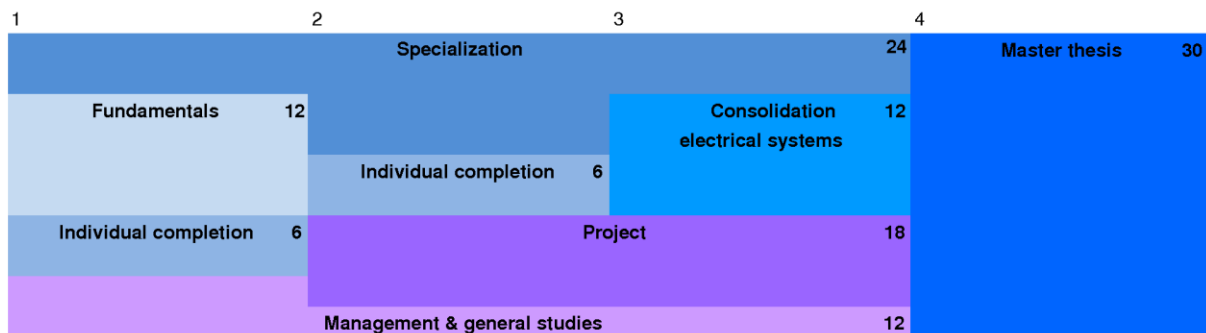 1 2 3 4
Specialization 24 Master thesis 30
Fundamentals 12 Consolidation 12
electrical systems
Individual completion 6
Individual completion 6 Project 18
Management & general studies 12